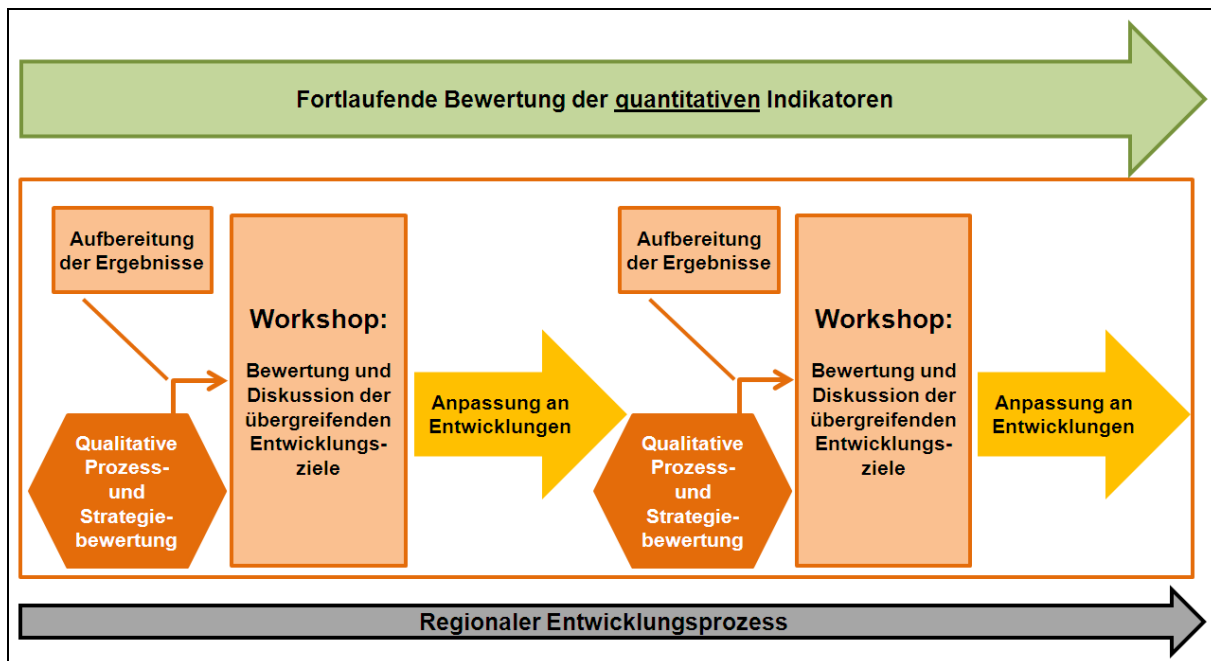 Fortlaufende Bewertung der quantitativen Indikatoren
Aufbereitung
der Ergebnisse
Workshop:
Bewertung und
Diskussion der
übergreifenden
Entwicklungs-
ziele
Qualitative
Prozess-
und
Strategie-
bewertung
Anpassung an
Entwicklungen
Aufbereitung
der Ergebnisse
Workshop:
Bewertung und
Diskussion der
übergreifenden
Entwicklungs-
ziele
Qualitative
Prozess-
und
Strategie-
bewertung
Anpassung an
Entwicklungen
Regionaler Entwicklungsprozess